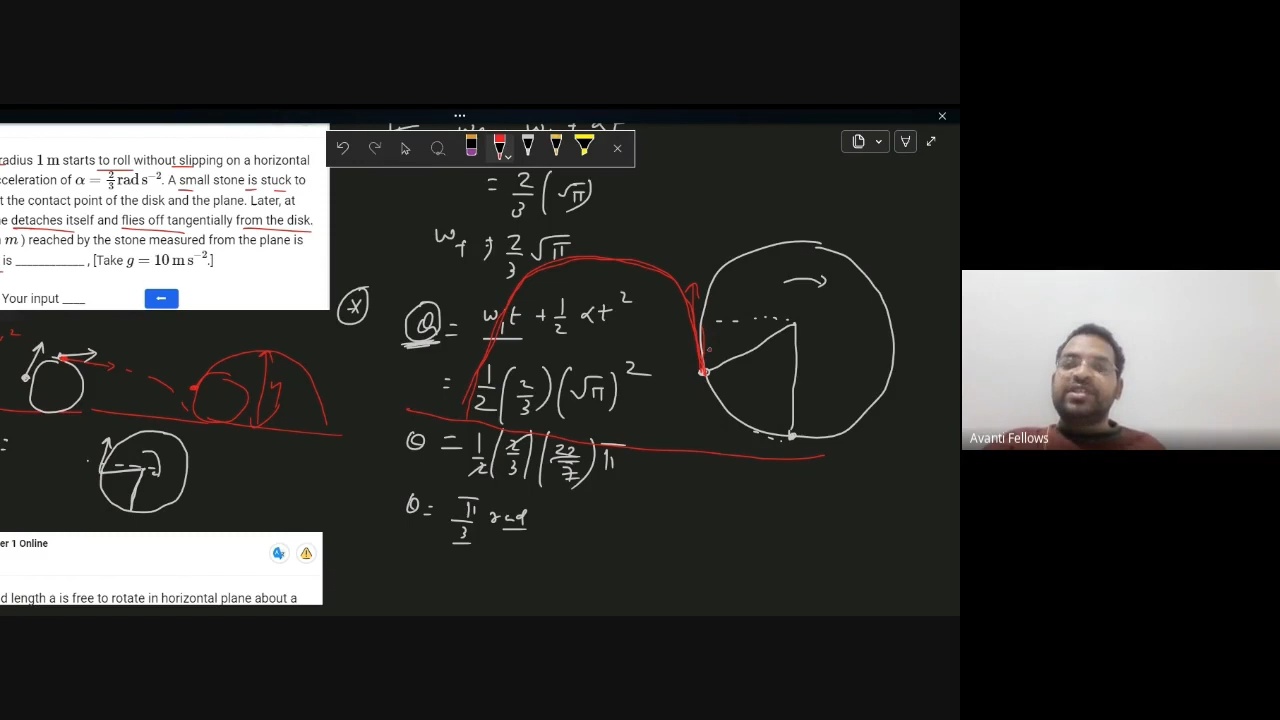 radius 1 m starts to roll without slipping on a horizontal
cceleration of α = 2/3 rad s⁻². A small stone is stuck to
t the contact point of the disk and the plane. Later, at
e detaches itself and flies off tangentially from the disk.
m ) reached by the stone measured from the plane is
is __________ , [Take g = 10 m s⁻².]
Your input ____
= 2/3 (√π)
ω_f = 2/3 √π
*
θ = ω₁t + 1/2 αt²
= 1/2 (2/3) (√π)²
θ = 1/2 (2/3) (22/7) π
θ = π/3 rad
er 1 Online
d length a is free to rotate in horizontal plane about a
Avanti Fellows